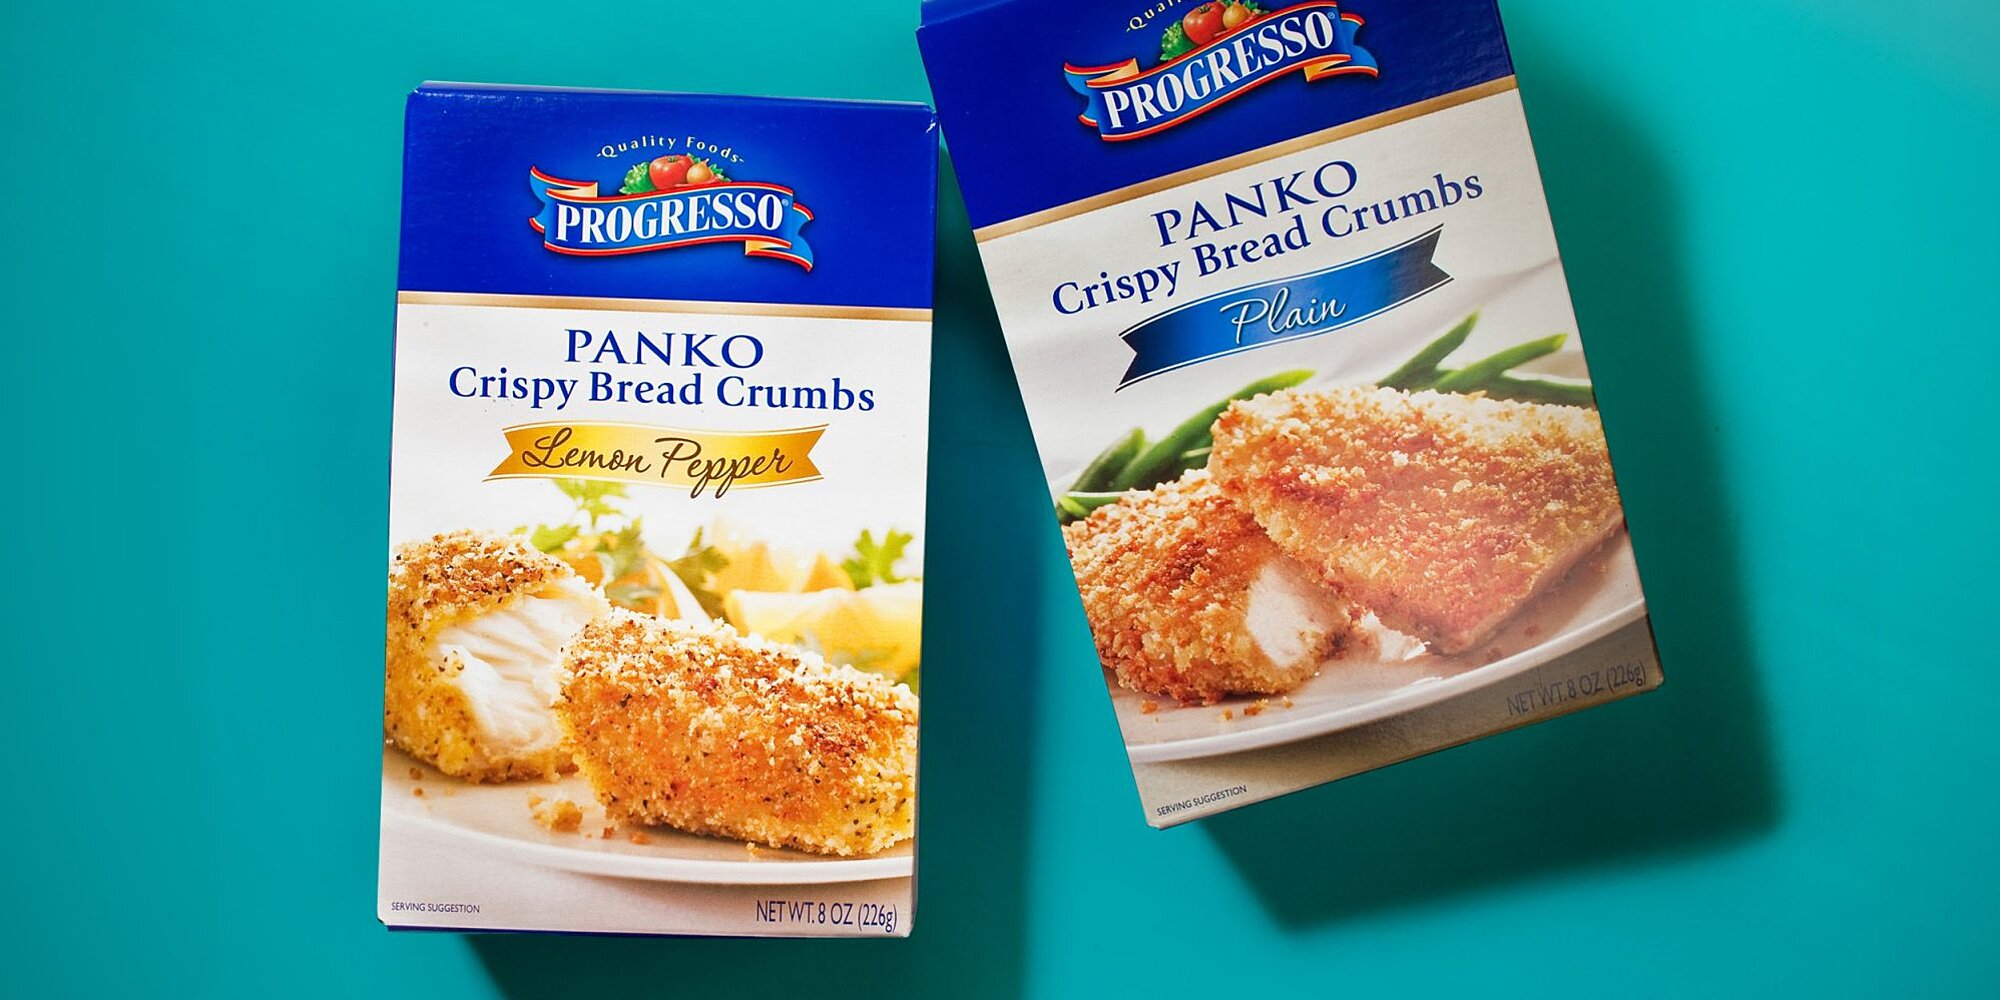 -Quality Foods-
PROGRESSO®
PANKO
Crispy Bread Crumbs
Lemon Pepper
SERVING SUGGESTION
NET WT. 8 OZ (226g)
PROGRESSO®
PANKO
Crispy Bread Crumbs
Plain
NET WT. 8 OZ (226g)
SERVING SUGGESTION